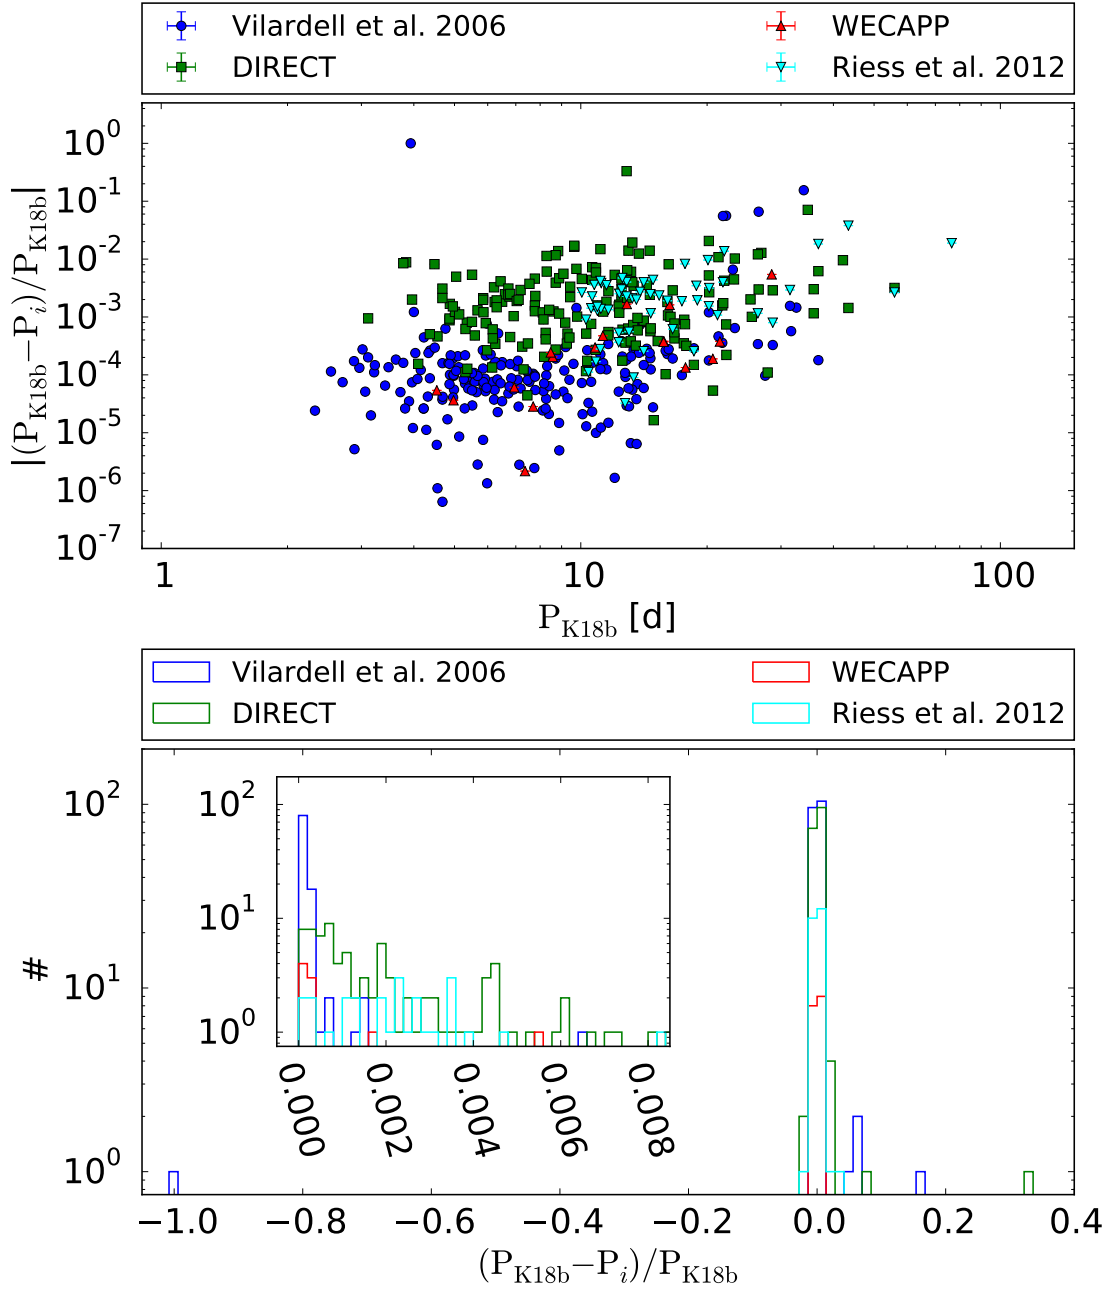 Vilardell et al. 2006 WECAPP
DIRECT Riess et al. 2012
10^0
10^-1
10^-2
10^-3
10^-4
10^-5
10^-6
10^-7
|(P_K18b−P_i)/P_K18b|
1 10 100
P_K18b [d]
Vilardell et al. 2006 WECAPP
DIRECT Riess et al. 2012
10^2
10^1
10^0
#
10^2
10^1
10^0
0.000 0.002 0.004 0.006 0.008
−1.0 −0.8 −0.6 −0.4 −0.2 0.0 0.2 0.4
(P_K18b−P_i)/P_K18b